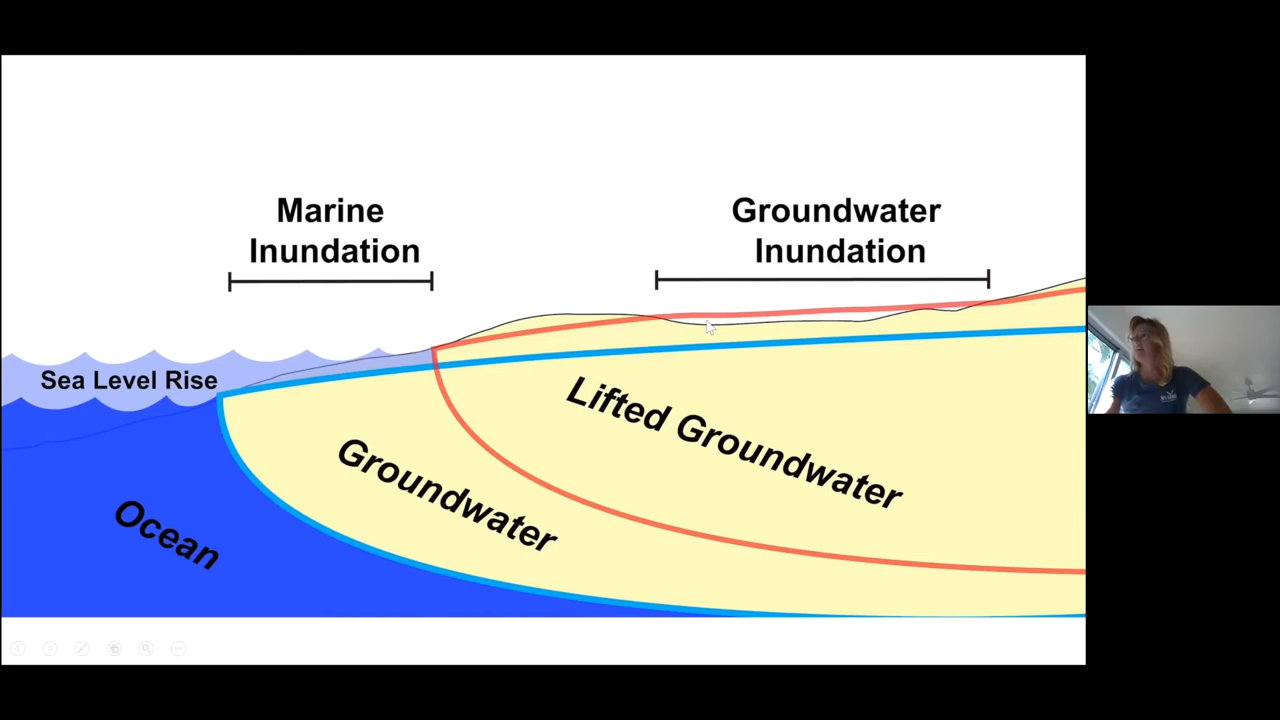 Marine
Inundation
Groundwater
Inundation
Sea Level Rise
Lifted Groundwater
Groundwater
Ocean